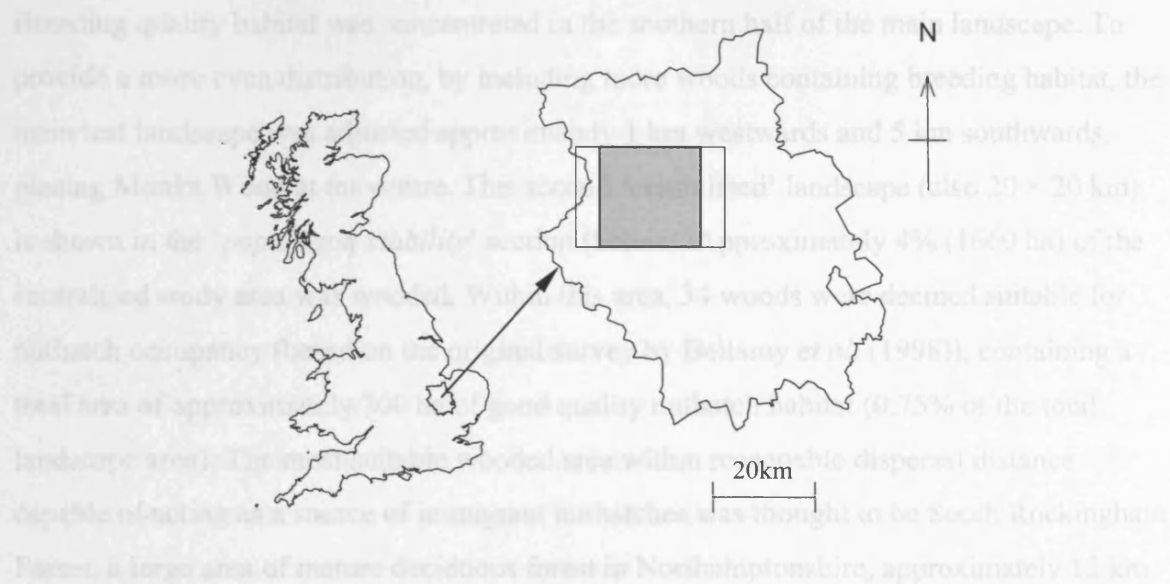 Breeding quality habitat was concentrated in the southern half of the main landscape. To
N
provide a more even distribution, by including more woods containing breeding habitat, the
main test landscape was adjusted approximately 1 km westwards and 5 km southwards,
placing Monks Wood at the centre. This second landscape (also 20 × 20 km)
is shown in the 'population viability' section Approximately 4% of the
centralised study area was wooded. Within this area, 34 woods were deemed suitable for
nuthatch occupancy (based on the original survey by Bellamy et al. (1998)), containing a
total area of approximately 300 ha of good quality nuthatch habitat (0.75% of the total
landscape area). The most suitable wooded area within reasonable dispersal distance
20km
capable of acting as a source of immigrant nuthatches was thought to be South Rockingham
Forest, a large area of mature deciduous forest in Northamptonshire, approximately 12 km